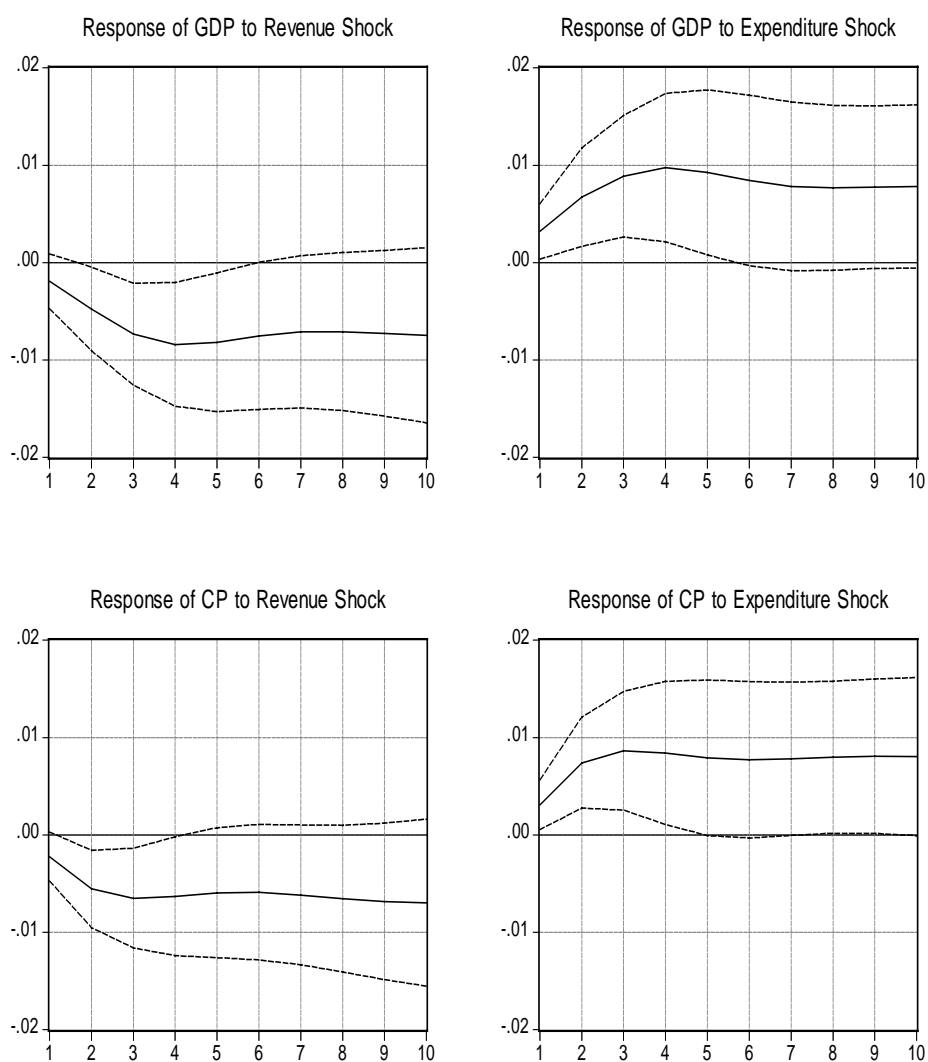 Response of GDP to Revenue Shock
Response of GDP to Expenditure Shock
.02
.01
.00
-.01
-.02
1 2 3 4 5 6 7 8 9 10
.02
.01
.00
-.01
-.02
1 2 3 4 5 6 7 8 9 10
Response of CP to Revenue Shock
Response of CP to Expenditure Shock
.02
.01
.00
-.01
-.02
1 2 3 4 5 6 7 8 9 10
.02
.01
.00
-.01
-.02
1 2 3 4 5 6 7 8 9 10